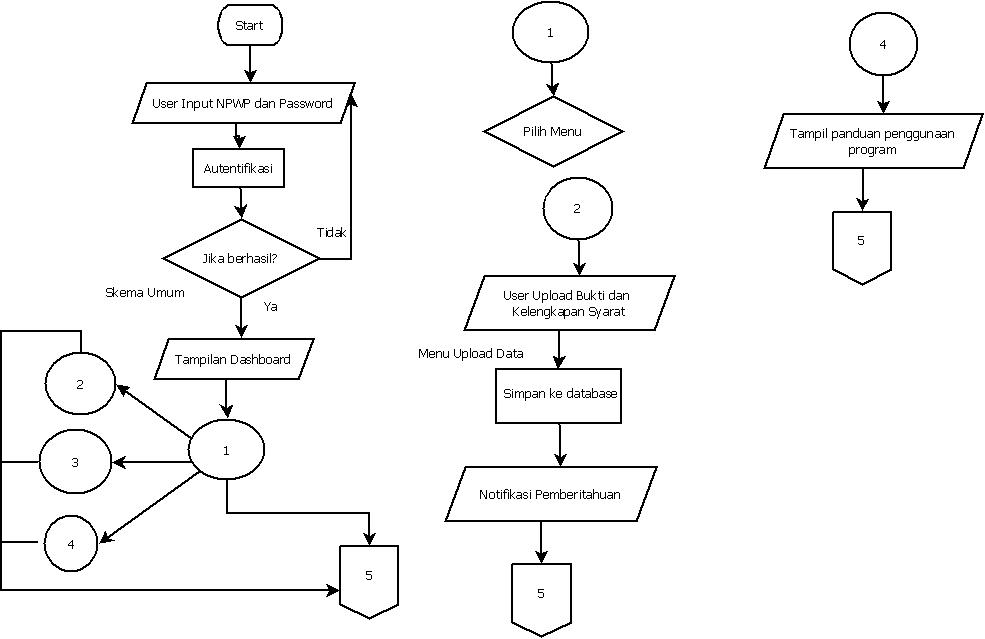 Start
User Input NPWP dan Password
Autentifikasi
Jika berhasil?
Tidak
Skema Umum
Ya
Tampilan Dashboard
2
1
3
4
5
1
Pilih Menu
2
User Upload Bukti dan
Kelengkapan Syarat
Menu Upload Data
Simpan ke database
Notifikasi Pemberitahuan
5
4
Tampil panduan penggunaan
program
5